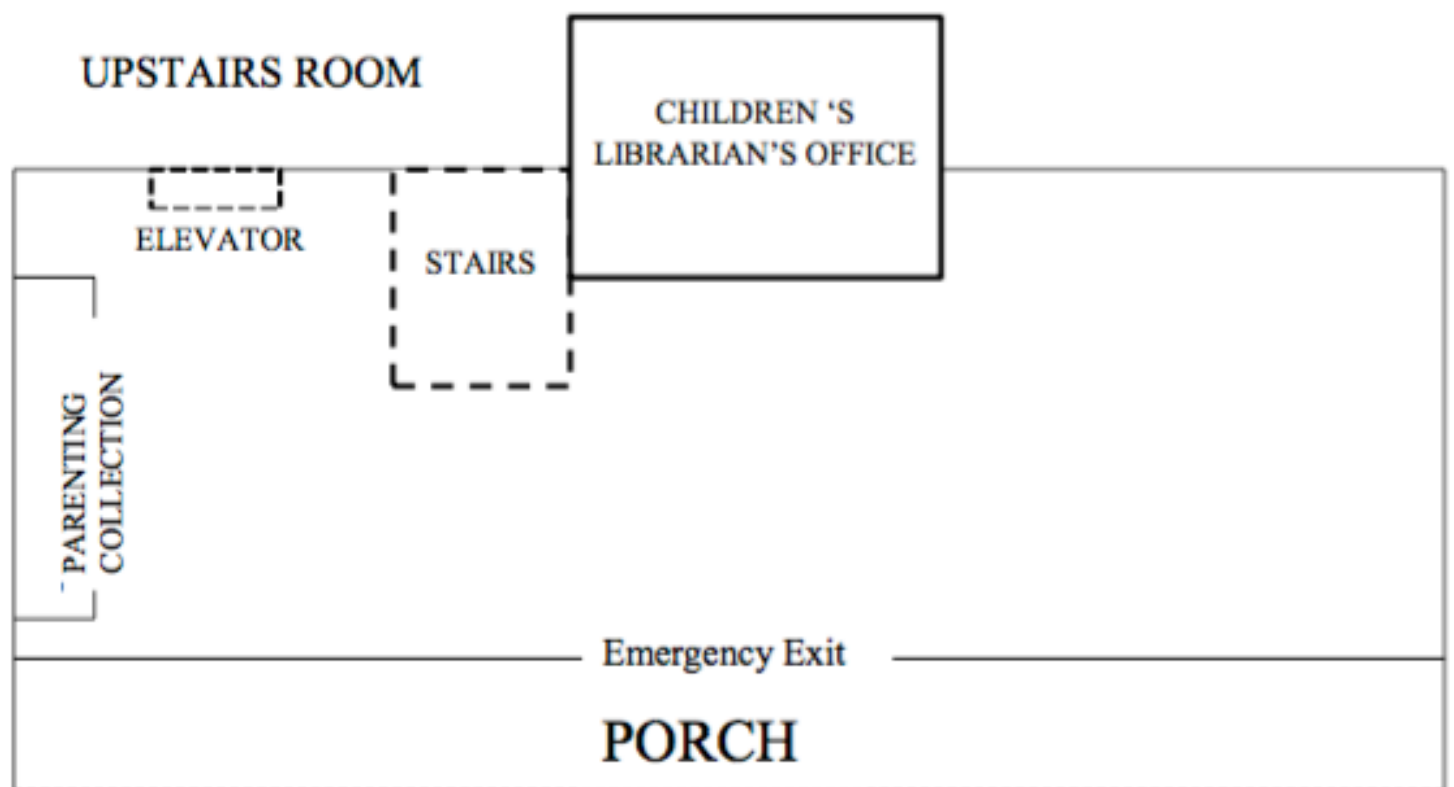 UPSTAIRS ROOM
CHILDREN ‘S
LIBRARIAN’S OFFICE
ELEVATOR
STAIRS
PARENTING
COLLECTION
Emergency Exit
PORCH